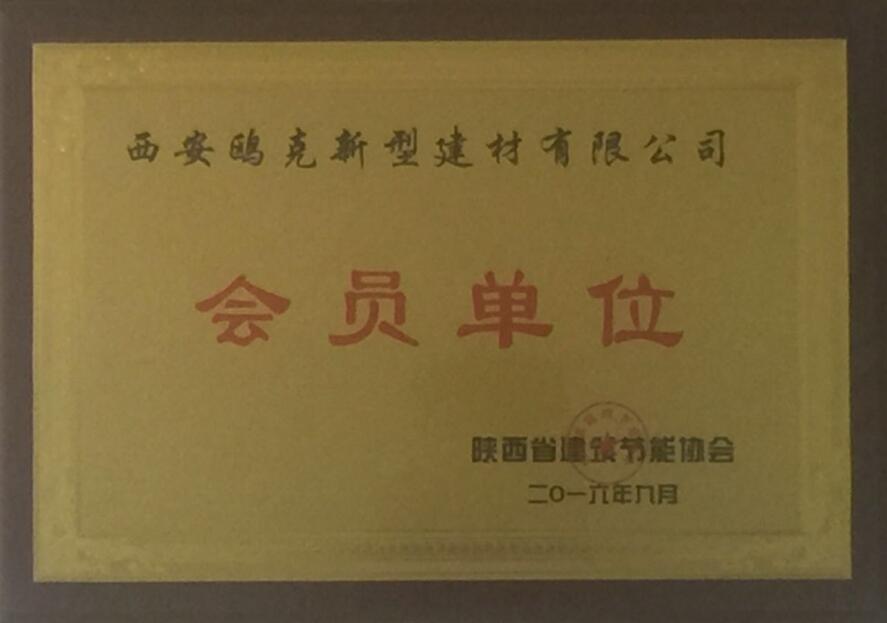 西安鸥克新型建材有限公司
会员单位
陕西省建筑节能协会
二〇一六年九月